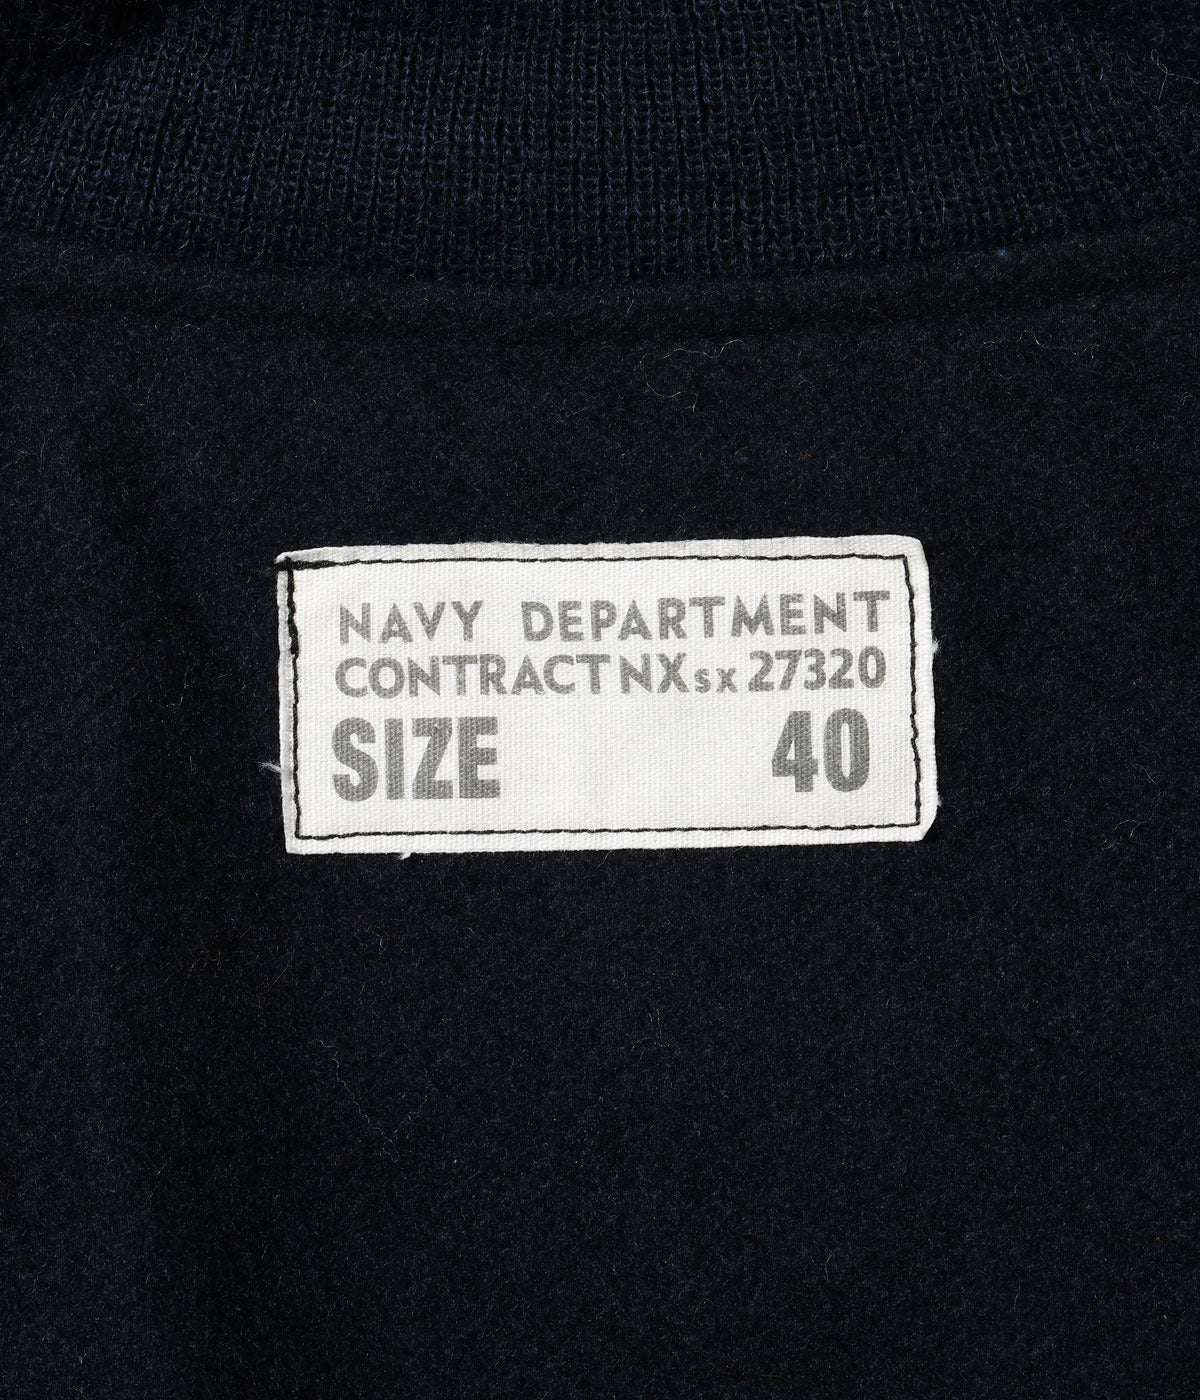 NAVY DEPARTMENT
CONTRACT NXsx 27320
SIZE 40